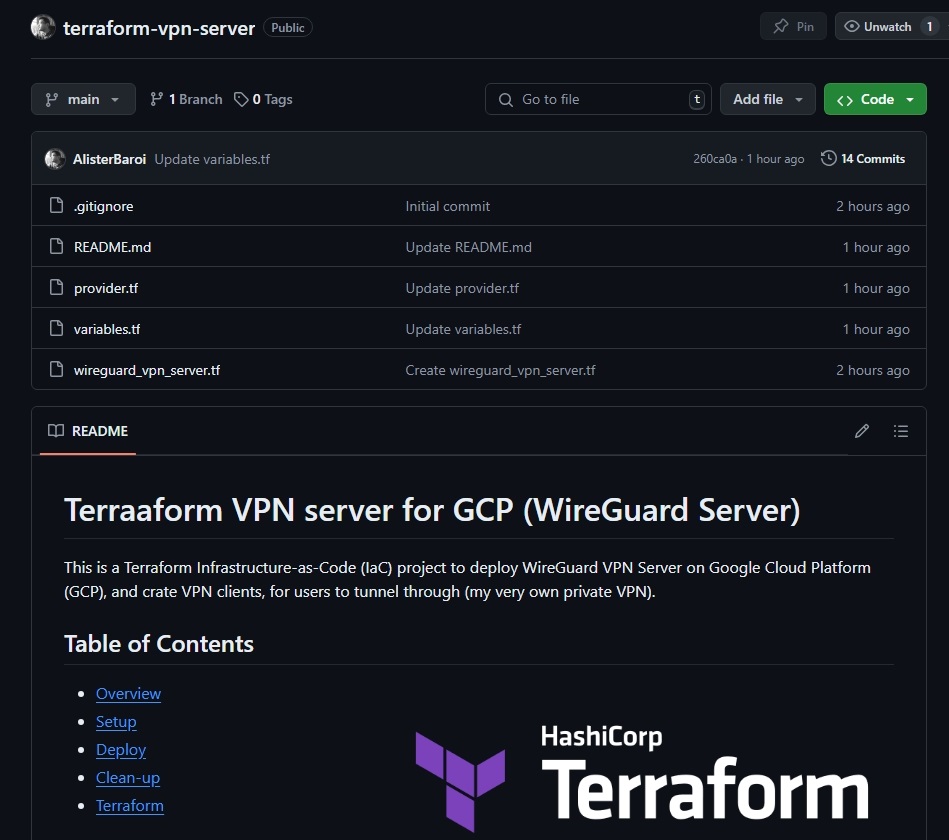 terraform-vpn-server Public Pin Unwatch 1
main 1 Branch 0 Tags Go to file t Add file Code
AlisterBaroi Update variables.tf 260ca0a · 1 hour ago 14 Commits
.gitignore Initial commit 2 hours ago
README.md Update README.md 1 hour ago
provider.tf Update provider.tf 1 hour ago
variables.tf Update variables.tf 1 hour ago
wireguard_vpn_server.tf Create wireguard_vpn_server.tf 2 hours ago
README
Terraaform VPN server for GCP (WireGuard Server)
This is a Terraform Infrastructure-as-Code (IaC) project to deploy WireGuard VPN Server on Google Cloud Platform
(GCP), and crate VPN clients, for users to tunnel through (my very own private VPN).
Table of Contents
Overview
Setup
Deploy
Clean-up
Terraform
HashiCorp
Terraform